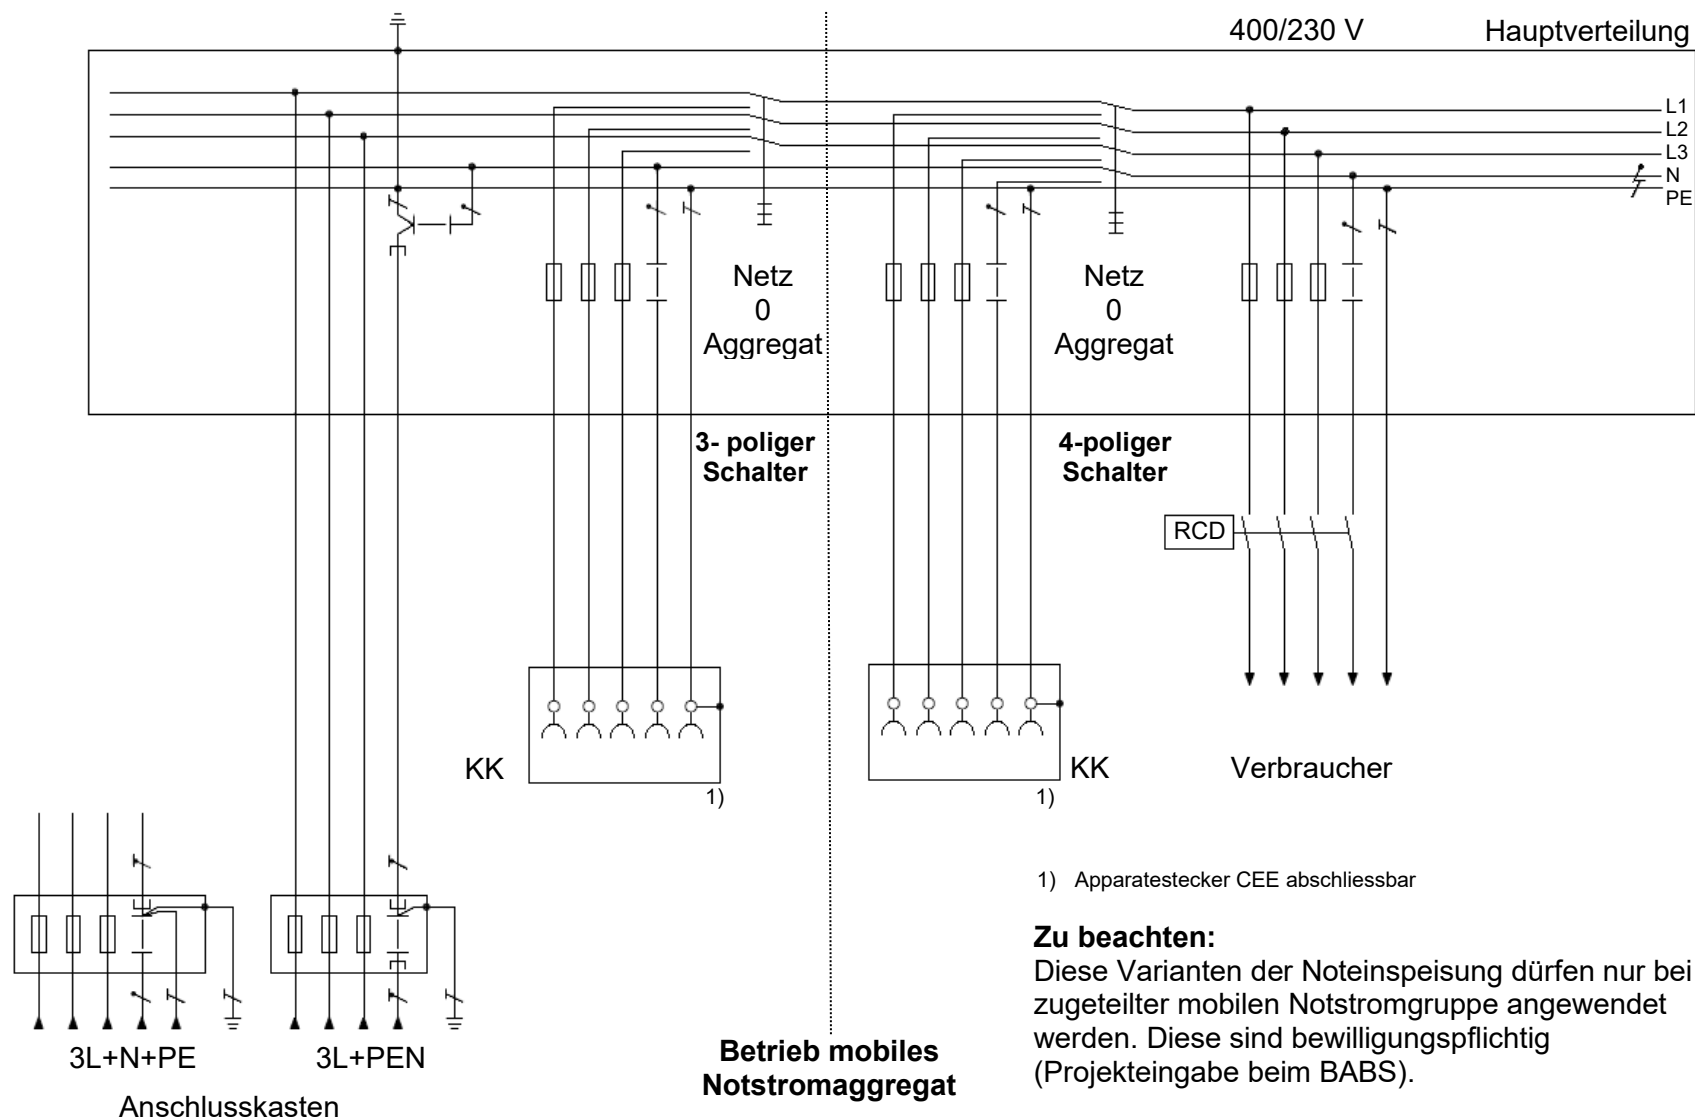 400/230 V
Hauptverteilung
L1
L2
L3
N
PE
Netz
0
Aggregat
Netz
0
Aggregat
3- poliger
Schalter
4-poliger
Schalter
RCD
KK
1)
KK
1)
Verbraucher
1) Apparatestecker CEE abschliessbar
Zu beachten:
Diese Varianten der Noteinspeisung dürfen nur bei
zugeteilter mobilen Notstromgruppe angewendet
werden. Diese sind bewilligungspflichtig
(Projekteingabe beim BABS).
3L+N+PE
3L+PEN
Anschlusskasten
Betrieb mobiles
Notstromaggregat